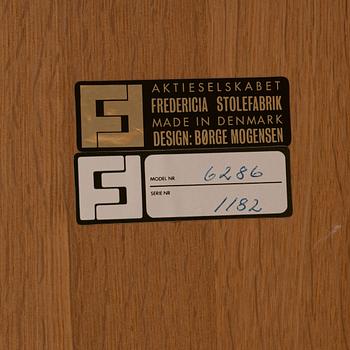 AKTIESELSKABET
FREDERICIA STOLEFABRIK
MADE IN DENMARK
DESIGN: BØRGE MOGENSEN
MODEL NR 6286
SERIE NR 1182